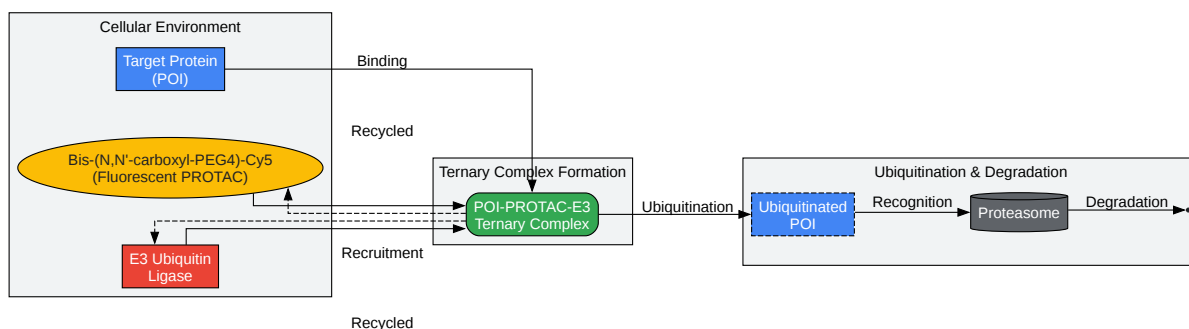 Cellular Environment
Target Protein
(POI)
Binding
Recycled
Bis-(N,N'-carboxyl-PEG4)-Cy5
(Fluorescent PROTAC)
Ternary Complex Formation
POI-PROTAC-E3
Ternary Complex
Ubiquitination
Ubiquitination & Degradation
Ubiquitinated
POI
Recognition
Proteasome
Degradation
E3 Ubiquitin
Ligase
Recruitment
Recycled